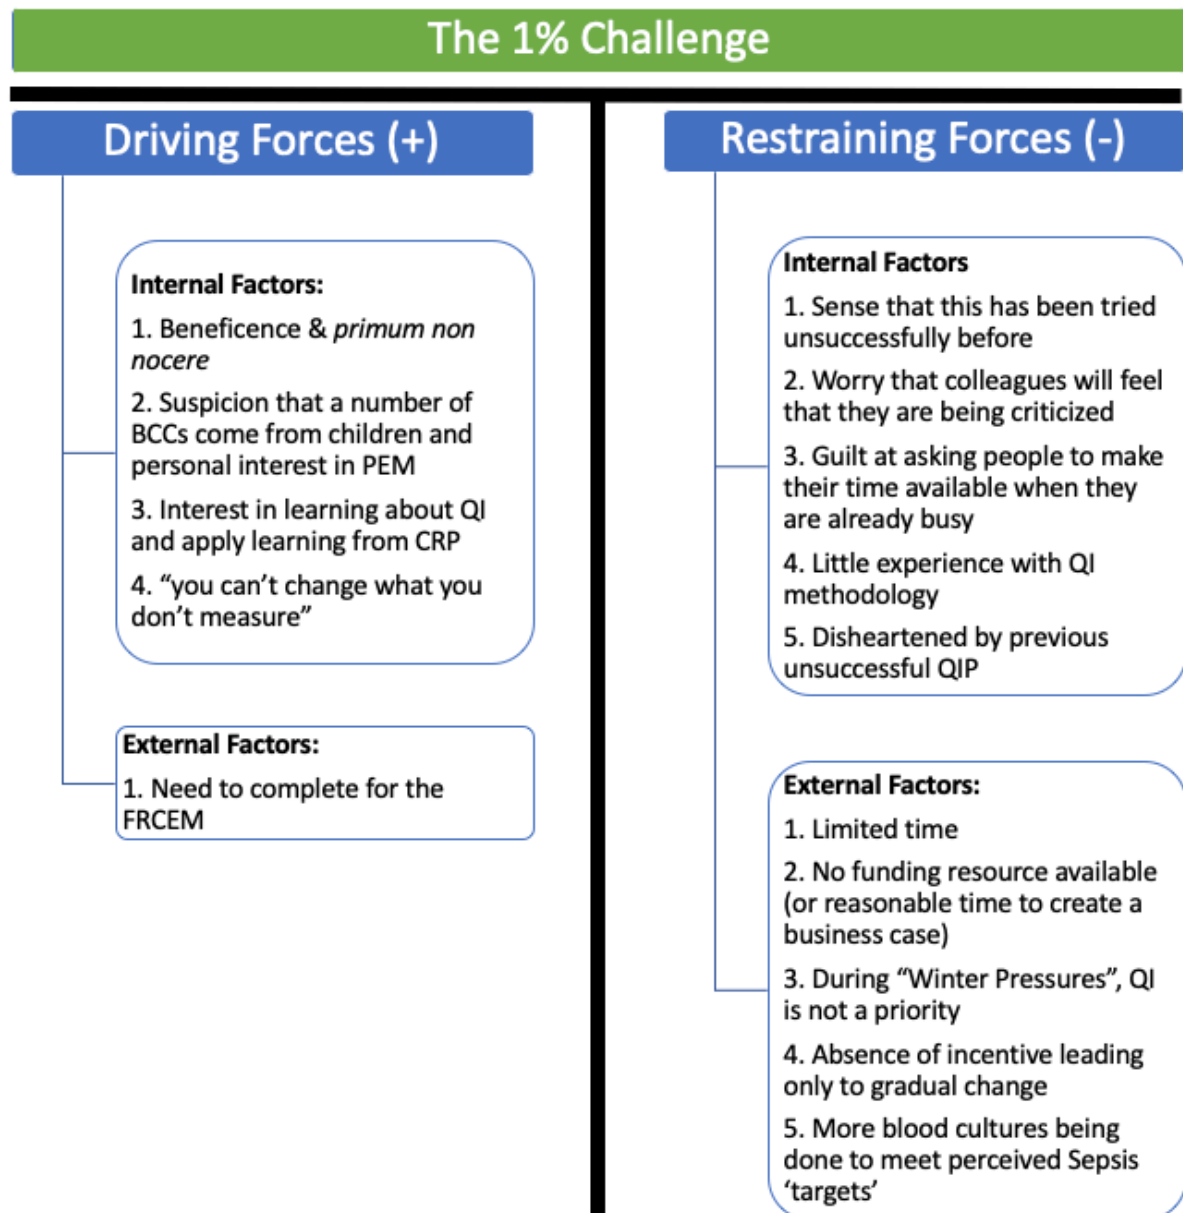 The 1% Challenge
Driving Forces (+)
Internal Factors:
1. Beneficence & primum non
nocere
2. Suspicion that a number of
BCCs come from children and
personal interest in PEM
3. Interest in learning about QI
and apply learning from CRP
4. “you can’t change what you
don’t measure”
External Factors:
1. Need to complete for the
FRCEM
Restraining Forces (-)
Internal Factors
1. Sense that this has been tried
unsuccessfully before
2. Worry that colleagues will feel
that they are being criticized
3. Guilt at asking people to make
their time available when they
are already busy
4. Little experience with QI
methodology
5. Disheartened by previous
unsuccessful QIP
External Factors:
1. Limited time
2. No funding resource available
(or reasonable time to create a
business case)
3. During “Winter Pressures”, QI
is not a priority
4. Absence of incentive leading
only to gradual change
5. More blood cultures being
done to meet perceived Sepsis
‘targets’